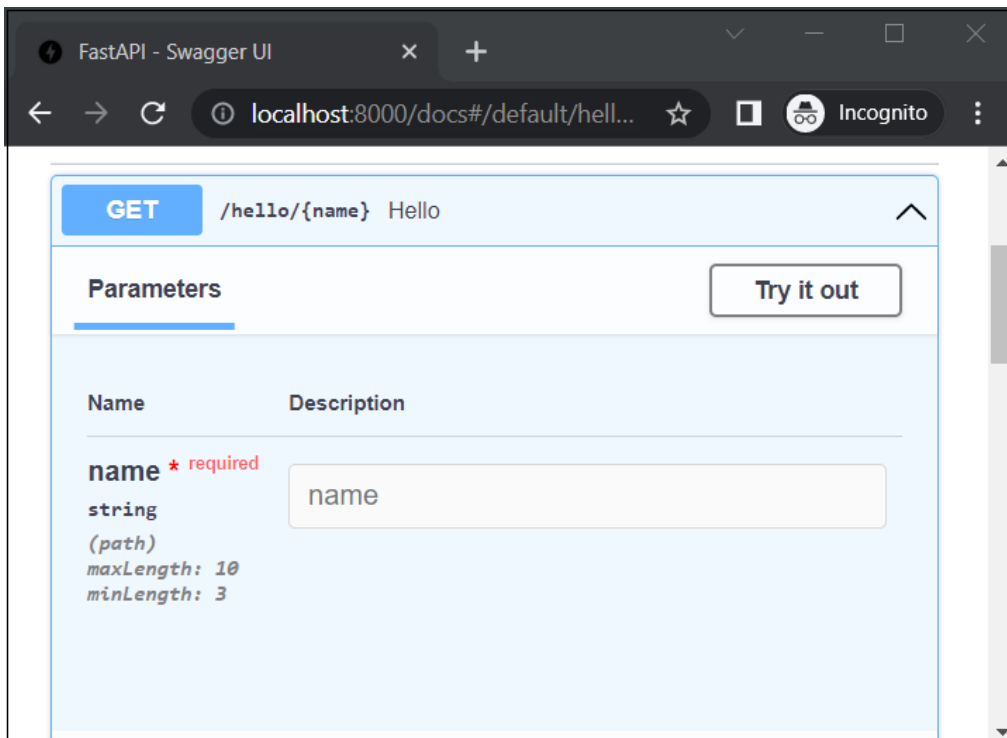 FastAPI - Swagger UI
localhost:8000/docs#/default/hell... Incognito
GET /hello/{name} Hello
Parameters Try it out
Name Description
name * required name
string
(path)
maxLength: 10
minLength: 3